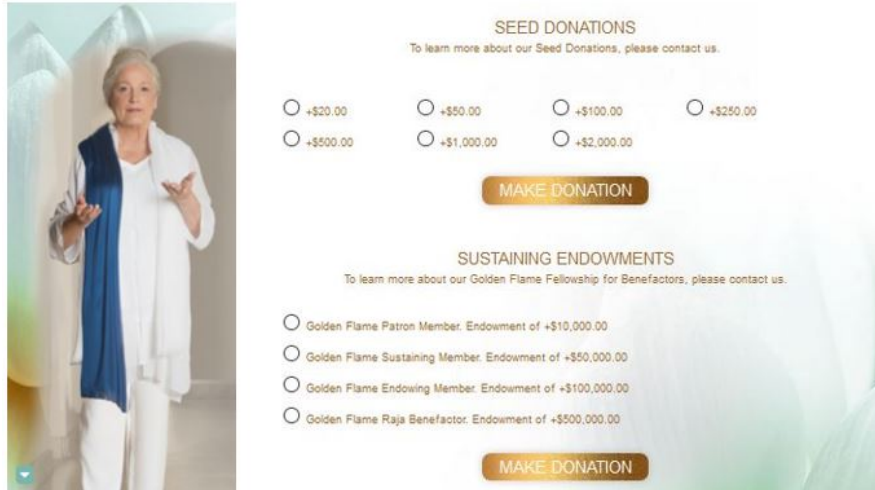 SEED DONATIONS
To learn more about our Seed Donations, please contact us.
+$20.00 +$50.00 +$100.00 +$250.00
+$500.00 +$1,000.00 +$2,000.00
MAKE DONATION
SUSTAINING ENDOWMENTS
To learn more about our Golden Flame Fellowship for Benefactors, please contact us.
Golden Flame Patron Member. Endowment of +$10,000.00
Golden Flame Sustaining Member. Endowment of +$50,000.00
Golden Flame Endowing Member. Endowment of +$100,000.00
Golden Flame Raja Benefactor. Endowment of +$500,000.00
MAKE DONATION